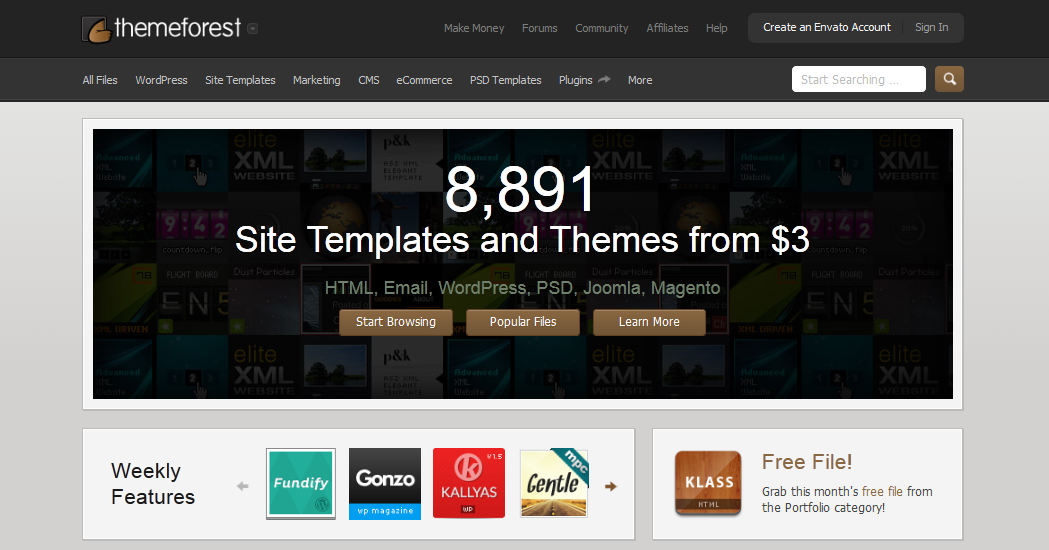 themeforest
Make Money Forums Community Affiliates Help Create an Envato Account Sign In
All Files WordPress Site Templates Marketing CMS eCommerce PSD Templates Plugins More
Start Searching ...
8,891
Site Templates and Themes from $3
HTML, Email, WordPress, PSD, Joomla, Magento
Start Browsing Popular Files Learn More
Weekly
Features
Fundify
Gonzo
wp magazine
V1.5
KALLYAS
WP
mpc
Gentle
KLASS
HTML
Free File!
Grab this month's free file from
the Portfolio category!